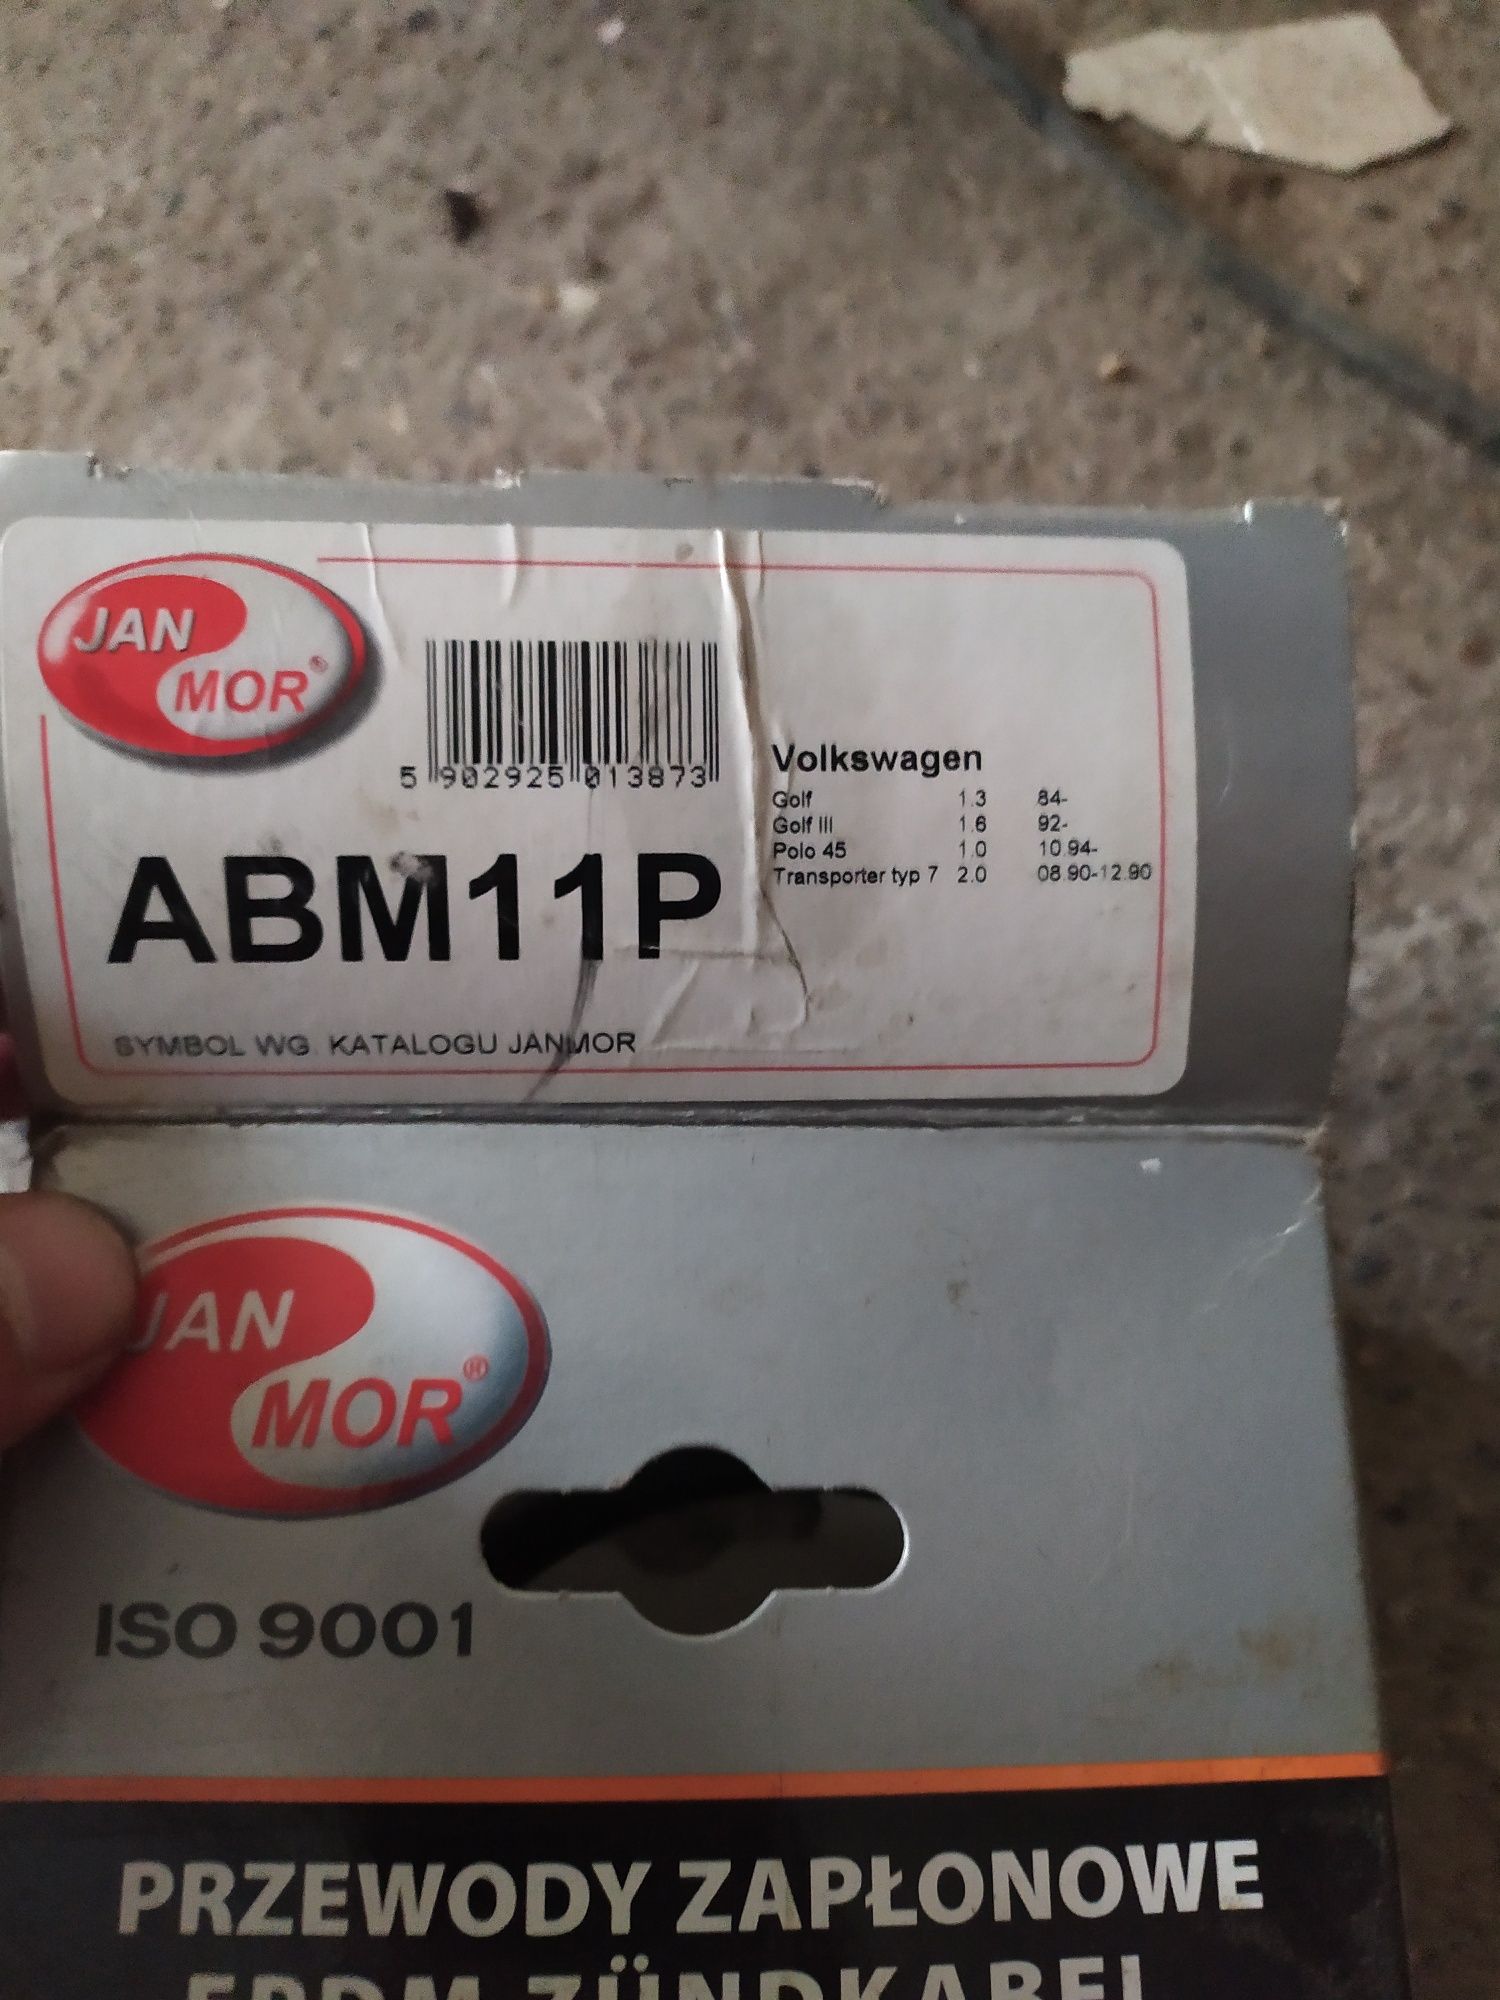 JAN
MOR®
5 902925 013873
Volkswagen
Golf 1.3 84-
Golf III 1.6 92-
Polo 45 1.0 10.94-
Transporter typ 7 2.0 08.90-12.90
ABM11P
SYMBOL WG. KATALOGU JANMOR
JAN
MOR®
ISO 9001
PRZEWODY ZAPŁONOWE
EPDM-ZÜNDKABEL